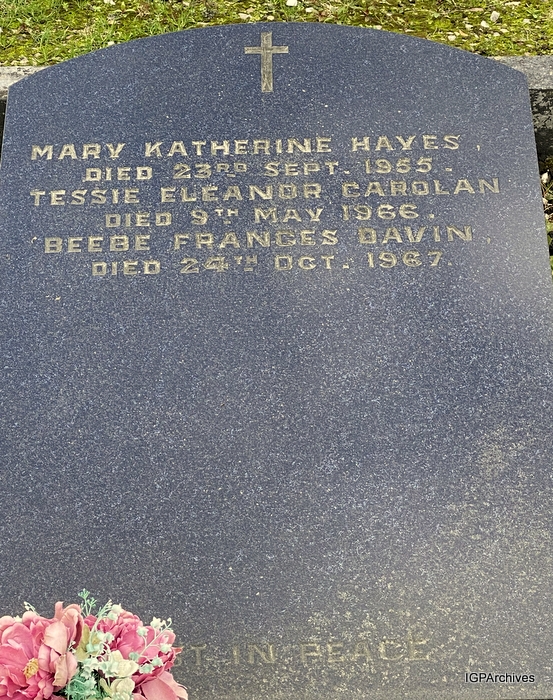 MARY KATHERINE HAYES,
DIED 23RD SEPT. 1955.
TESSIE ELEANOR CAROLAN
DIED 9TH MAY 1966.
BEEBE FRANCES DAVIN,
DIED 24TH OCT. 1967.
IN PEACE
IGPArchives